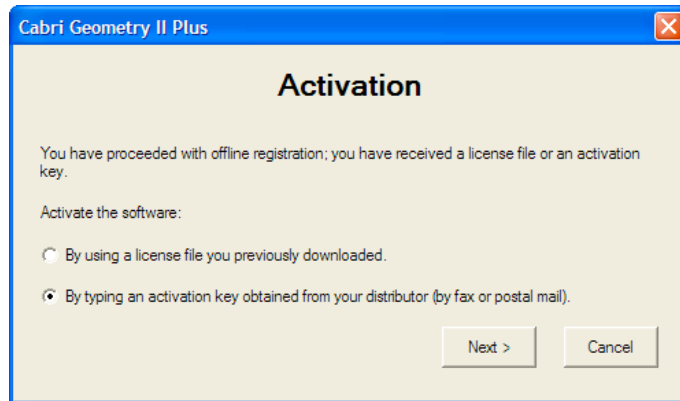 Cabri Geometry II Plus
Activation
You have proceeded with offline registration; you have received a license file or an activation
key.
Activate the software:
By using a license file you previously downloaded.
By typing an activation key obtained from your distributor (by fax or postal mail).
Next >
Cancel